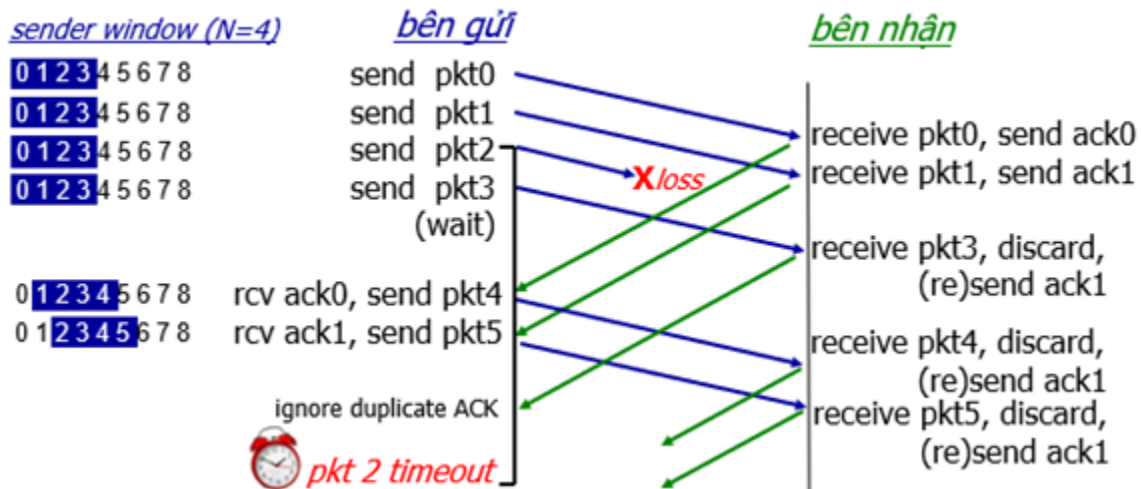 sender window (N=4) bên gửi bên nhận
0 1 2 3 4 5 6 7 8 send pkt0
0 1 2 3 4 5 6 7 8 send pkt1
0 1 2 3 4 5 6 7 8 send pkt2
0 1 2 3 4 5 6 7 8 send pkt3
(wait)
X loss
receive pkt0, send ack0
receive pkt1, send ack1
receive pkt3, discard,
(re)send ack1
0 1 2 3 4 5 6 7 8 rcv ack0, send pkt4
0 1 2 3 4 5 6 7 8 rcv ack1, send pkt5
receive pkt4, discard,
(re)send ack1
receive pkt5, discard,
(re)send ack1
ignore duplicate ACK
pkt 2 timeout